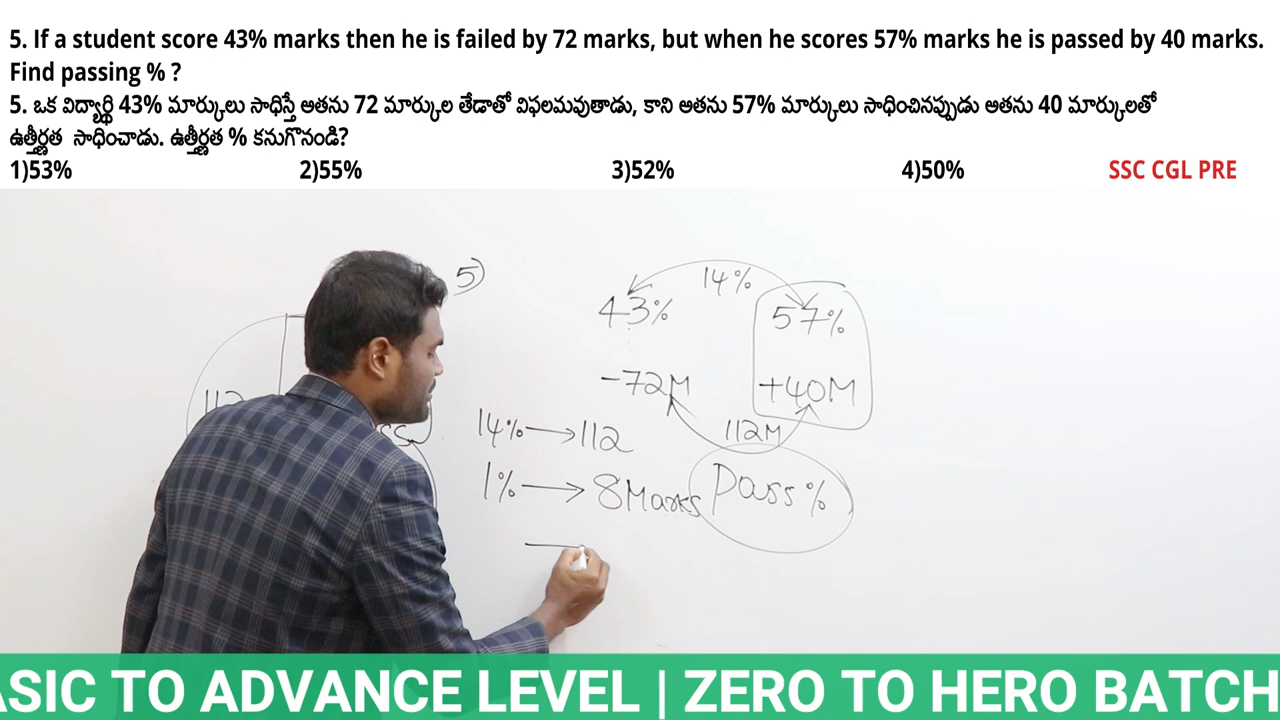 5. If a student score 43% marks then he is failed by 72 marks, but when he scores 57% marks he is passed by 40 marks.
Find passing % ?
5. ఒక విద్యార్థి 43% మార్కులు సాధిస్తే అతను 72 మార్కుల తేడాతో విఫలమవుతాడు, కాని అతను 57% మార్కులు సాధించినప్పుడు అతను 40 మార్కులతో
ఉత్తీర్ణత సాధించాడు. ఉత్తీర్ణత % కనుగొనండి?
1)53% 2)55% 3)52% 4)50% SSC CGL PRE
5) 14%
43% 57%
-72M +40M
112
14% → 112 112M
1% → 8 Marks Pass %
ASIC TO ADVANCE LEVEL | ZERO TO HERO BATCH